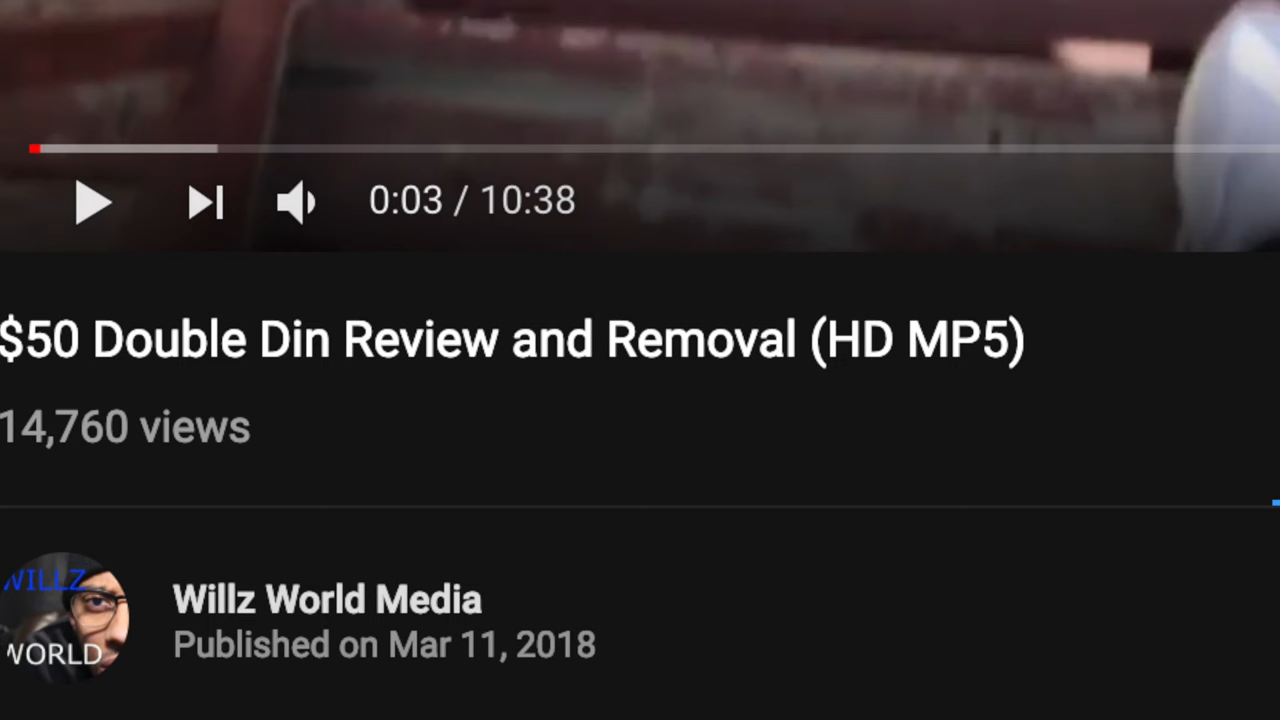 0:03 / 10:38
$50 Double Din Review and Removal (HD MP5)
14,760 views
WILLZ
WORLD
Willz World Media
Published on Mar 11, 2018